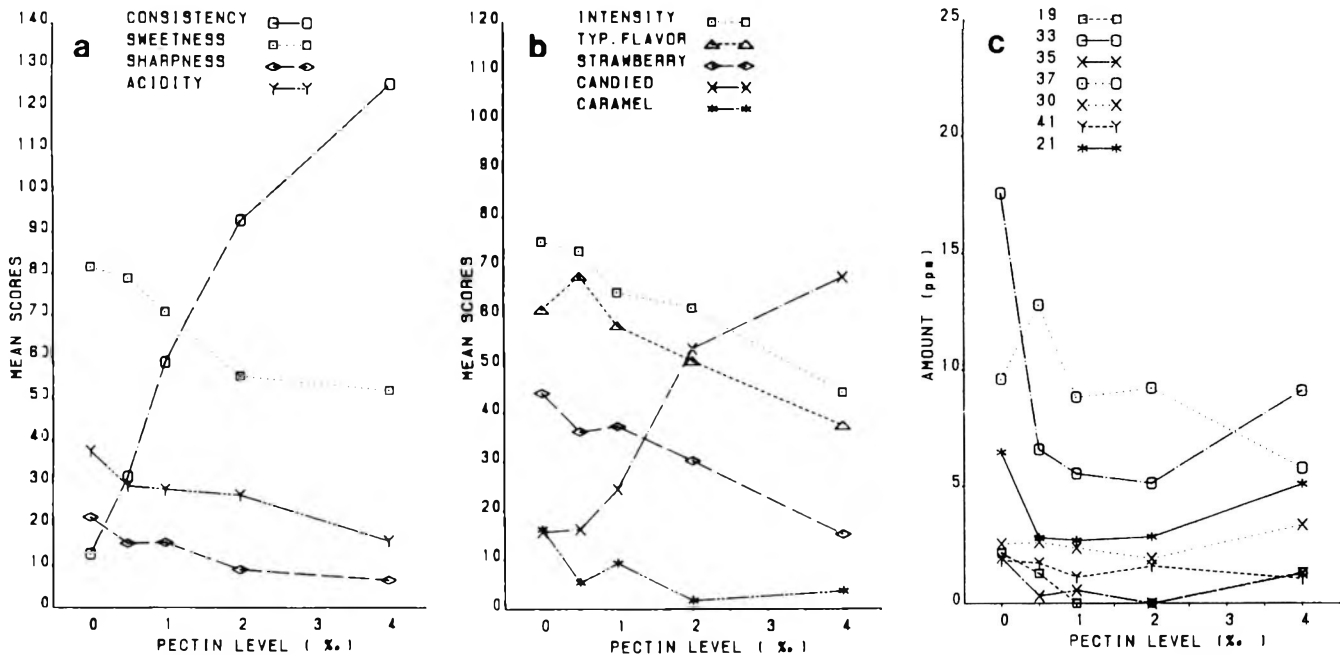 a
CONSISTENCY
SWEETNESS
SHARPNESS
ACIDITY
140
130
120
110
100
90
80
70
60
50
40
30
20
10
0
MEAN SCORES
0 1 2 3 4
PECTIN LEVEL ( ‰ )
b
INTENSITY
TYP.FLAVOR
STRAWBERRY
CANDIED
CARAMEL
120
110
100
90
80
70
60
50
40
30
20
10
0
MEAN SCORES
0 1 2 3 4
PECTIN LEVEL ( ‰ )
c
19
33
35
37
30
41
21
25
20
15
10
5
0
AMOUNT (ppm)
0 1 2 3 4
PECTIN LEVEL (‰)